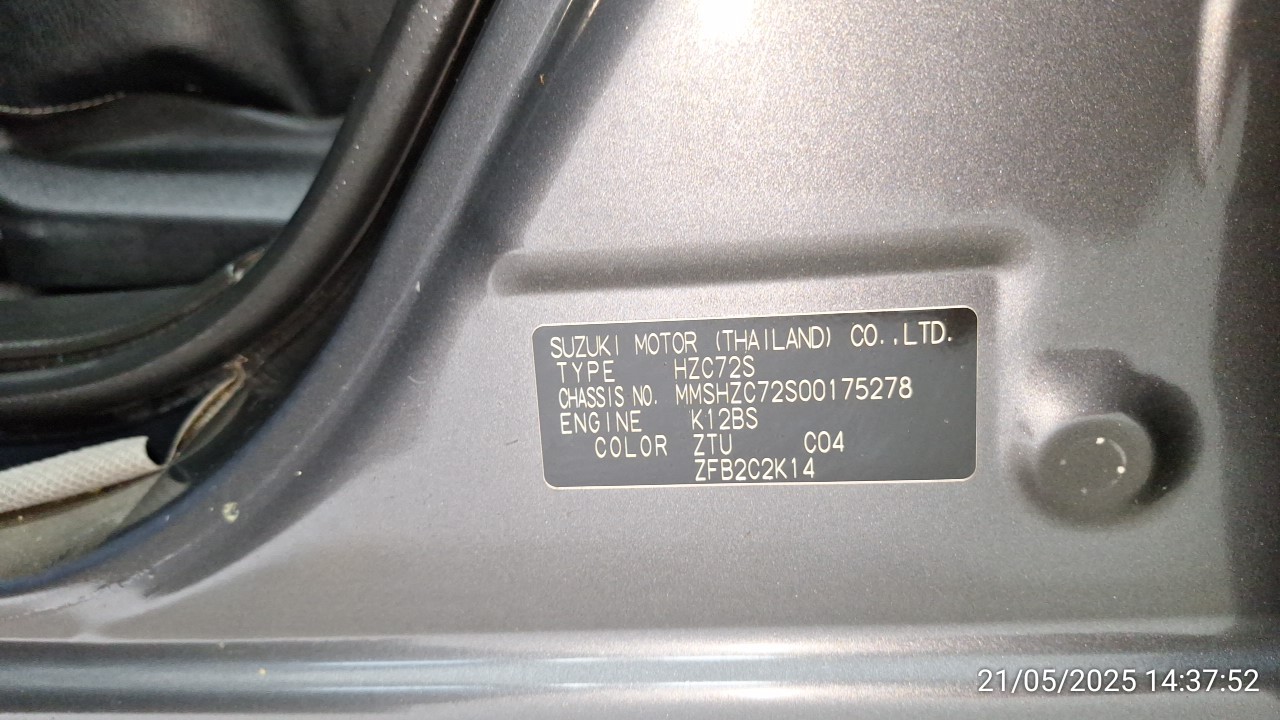 SUZUKI MOTOR (THAILAND) CO.,LTD.
TYPE HZC72S
CHASSIS NO. MMSHZC72S00175278
ENGINE K12BS
COLOR ZTU C04
ZFB2C2K14
21/05/2025 14:37:52